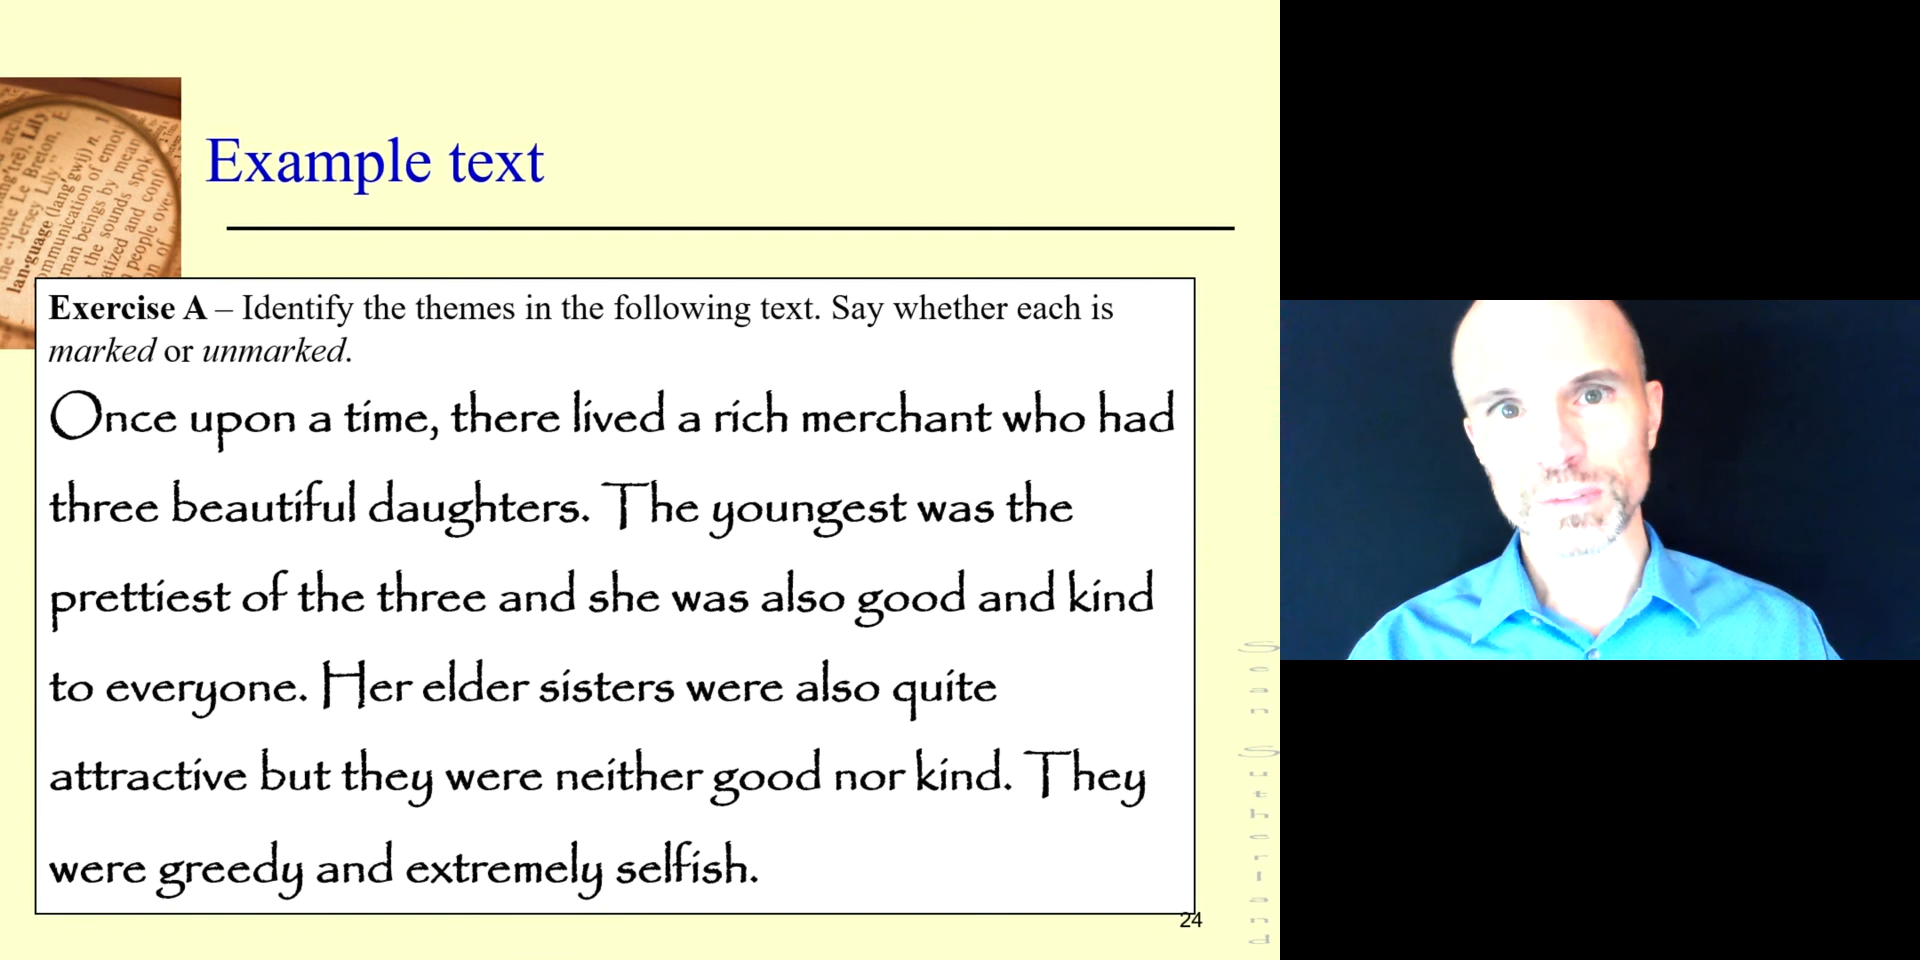 Example text
Exercise A – Identify the themes in the following text. Say whether each is
marked or unmarked.
Once upon a time, there lived a rich merchant who had
three beautiful daughters. The youngest was the
prettiest of the three and she was also good and kind
to everyone. Her elder sisters were also quite
attractive but they were neither good nor kind. They
were greedy and extremely selfish.
24
Sean Sutherland